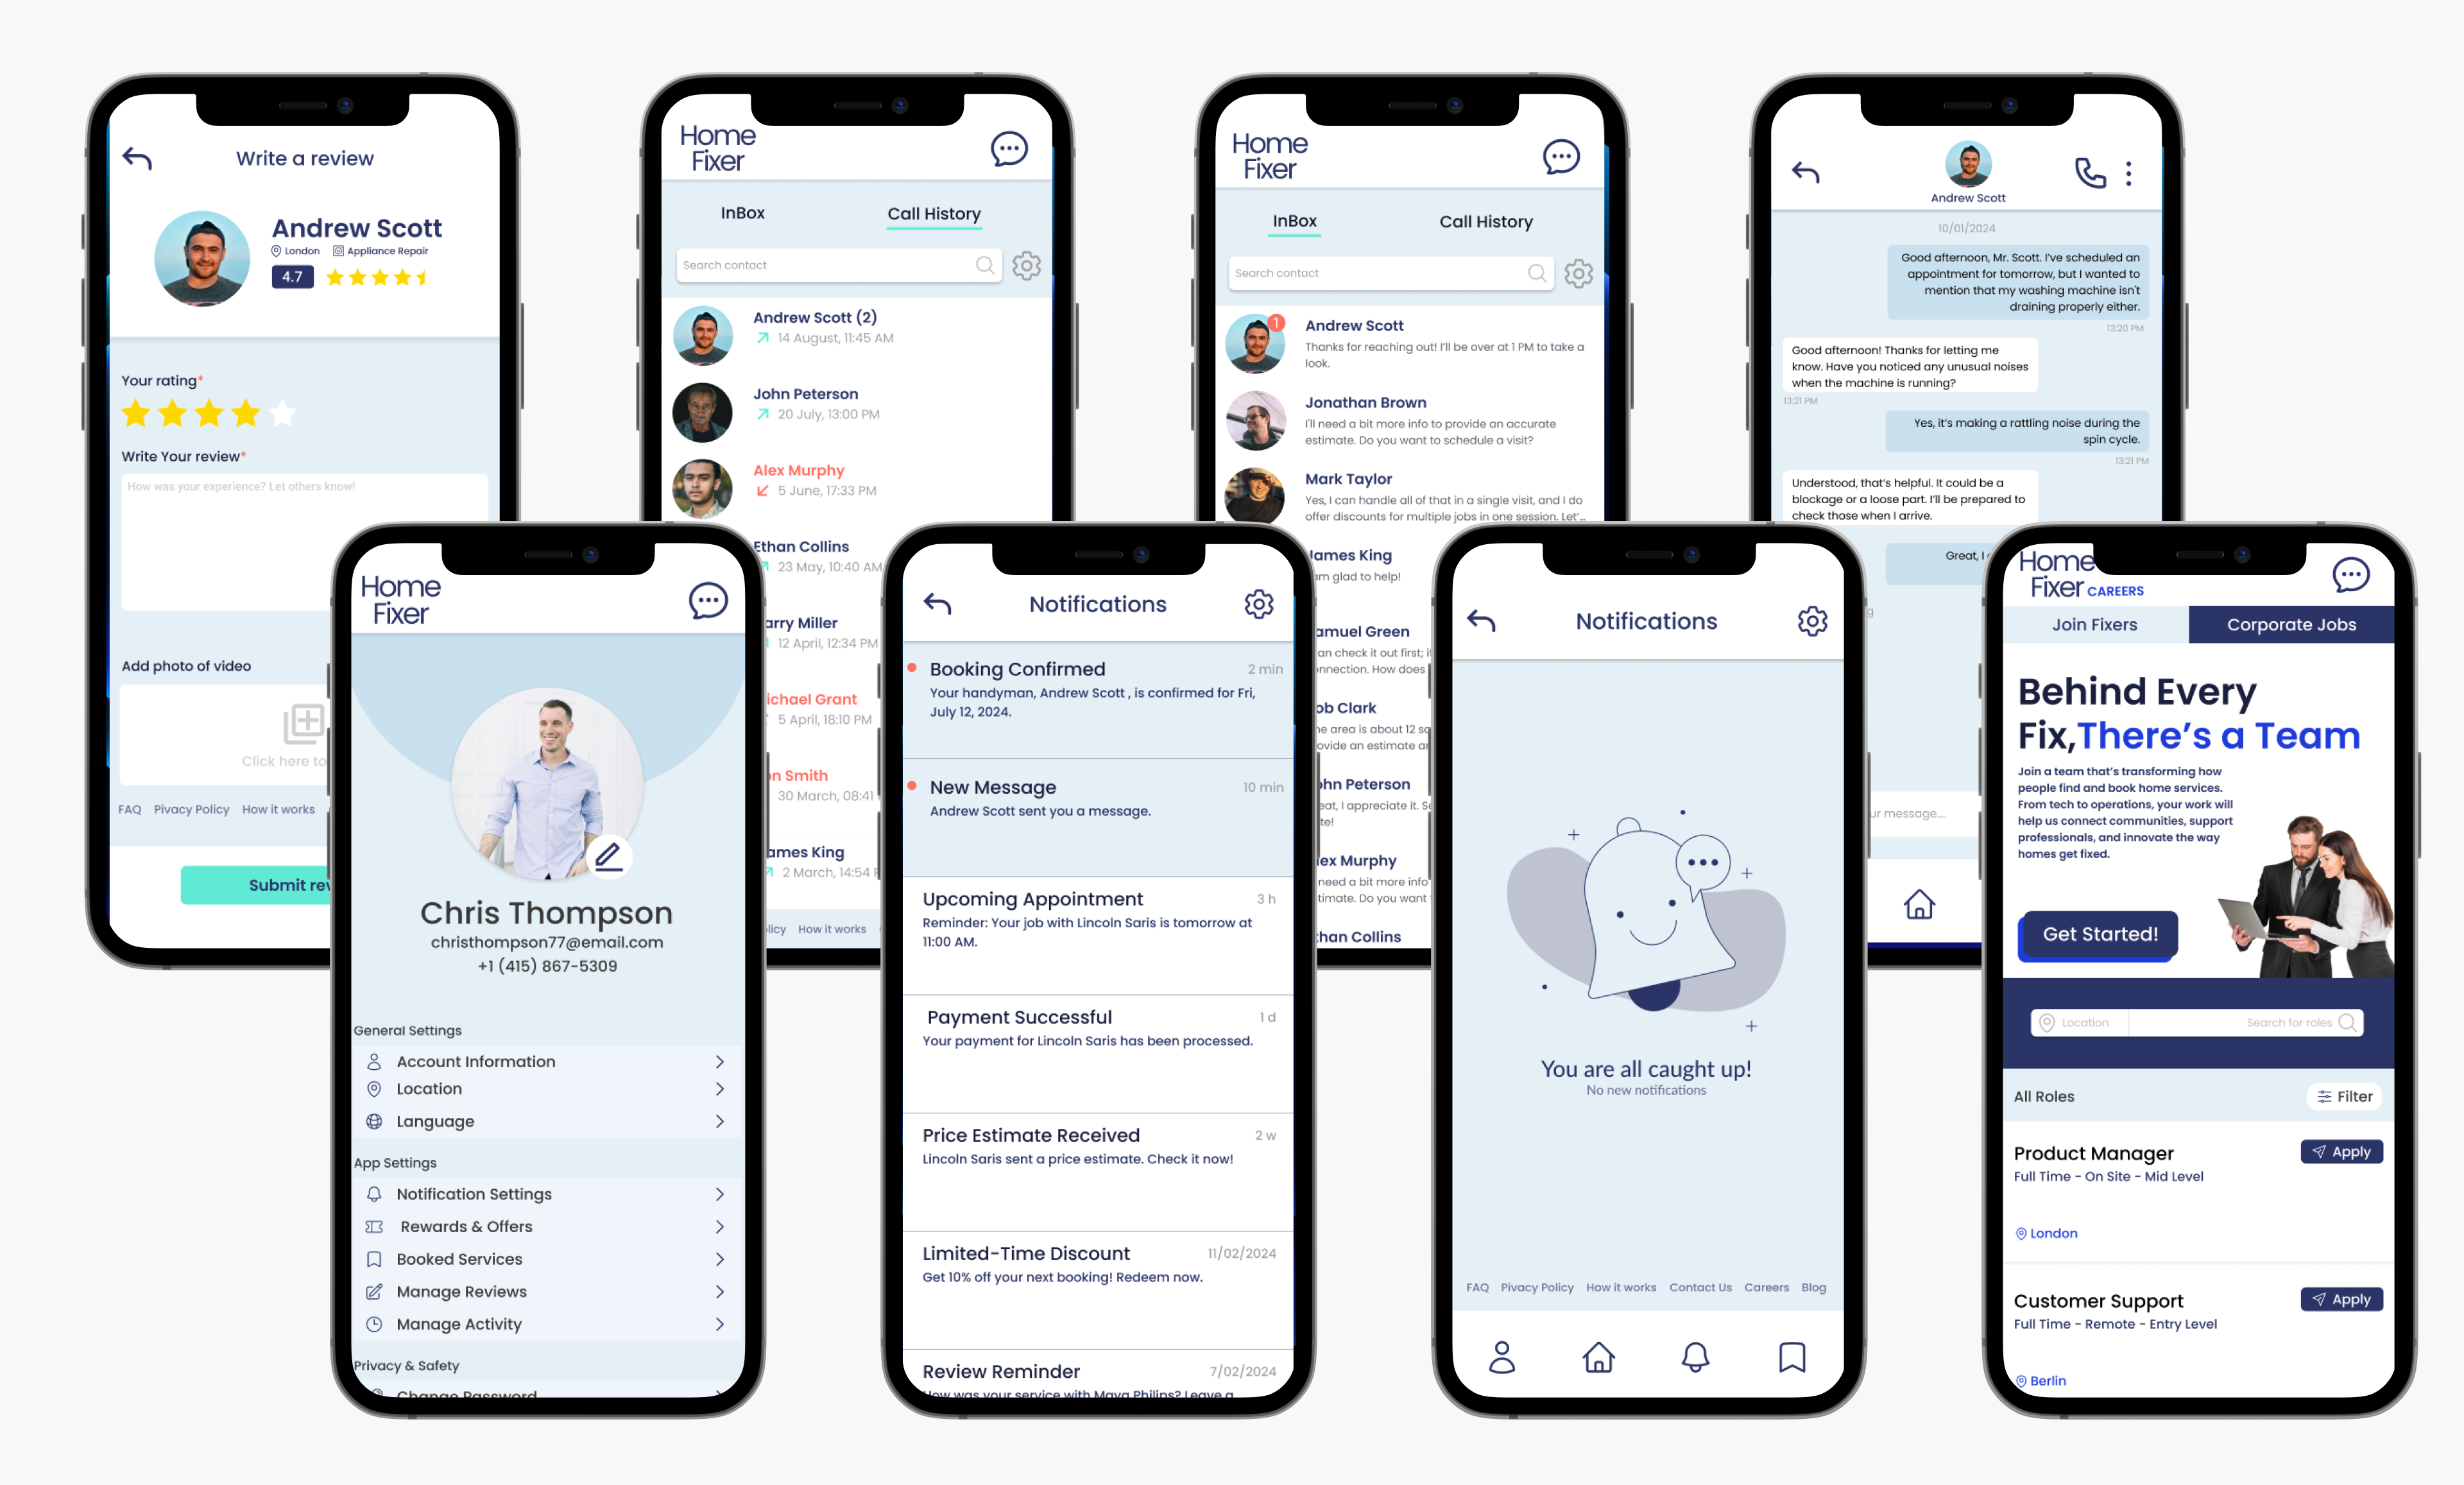 Write a review
Andrew Scott
London Appliance Repair
4.7
Your rating*
Write Your review*
How was your experience? Let others know!
Add photo of video
Click here to
FAQ Pivacy Policy How it works
Submit
Home
Fixer
InBox Call History
Search contact
Andrew Scott (2)
14 August, 11:45 AM
John Peterson
20 July, 13:00 PM
Alex Murphy
5 June, 17:33 PM
Ethan Collins
23 May, 10:40 AM
Miller
12 April, 12:34 PM
Grant
5 April, 18:10 PM
Smith
30 March, 08:41
King
2 March, 14:54
How it works
Home
Fixer
InBox Call History
Search contact
1
Andrew Scott
Thanks for reaching out! I'll be over at 1 PM to take a
look.
Jonathan Brown
I'll need a bit more info to provide an accurate
estimate. Do you want to schedule a visit?
Mark Taylor
Yes, I can handle all of that in a single visit, and I do
offer discounts for multiple jobs in one session. Let'...
James King
am glad to help!
Green
check it out first;
How does
Clark
area is about 12
an estimate
Peterson
I appreciate it.
Murphy
need a bit more info
Do you want
Collins
Andrew Scott
10/01/2024
Good afternoon, Mr. Scott. I've scheduled an
appointment for tomorrow, but I wanted to
mention that my washing machine isn't
draining properly either.
13:20 PM
Good afternoon! Thanks for letting me
know. Have you noticed any unusual noises
when the machine is running?
13:21 PM
Yes, it's making a rattling noise during the
spin cycle.
13:21 PM
Understood, that's helpful. It could be a
blockage or a loose part. I'll be prepared to
check those when I arrive.
Great, I
message....
Home
Fixer
Chris Thompson
christhompson77@email.com
+1 (415) 867-5309
General Settings
Account Information
Location
Language
App Settings
Notification Settings
Rewards & Offers
Booked Services
Manage Reviews
Manage Activity
Privacy & Safety
Change Password
Notifications
Booking Confirmed 2 min
Your handyman, Andrew Scott , is confirmed for Fri,
July 12, 2024.
New Message 10 min
Andrew Scott sent you a message.
Upcoming Appointment 3 h
Reminder: Your job with Lincoln Saris is tomorrow at
11:00 AM.
Payment Successful 1 d
Your payment for Lincoln Saris has been processed.
Price Estimate Received 2 w
Lincoln Saris sent a price estimate. Check it now!
Limited-Time Discount 11/02/2024
Get 10% off your next booking! Redeem now.
Review Reminder 7/02/2024
How was your service with Maya Philips? Leave a
Notifications
You are all caught up!
No new notifications
FAQ Pivacy Policy How it works Contact Us Careers Blog
Home
Fixer CAREERS
Join Fixers Corporate Jobs
Behind Every
Fix,There's a Team
Join a team that's transforming how
people find and book home services.
From tech to operations, your work will
help us connect communities, support
professionals, and innovate the way
homes get fixed.
Get Started!
Location Search for roles
All Roles Filter
Product Manager Apply
Full Time - On Site - Mid Level
London
Customer Support Apply
Full Time - Remote - Entry Level
Berlin